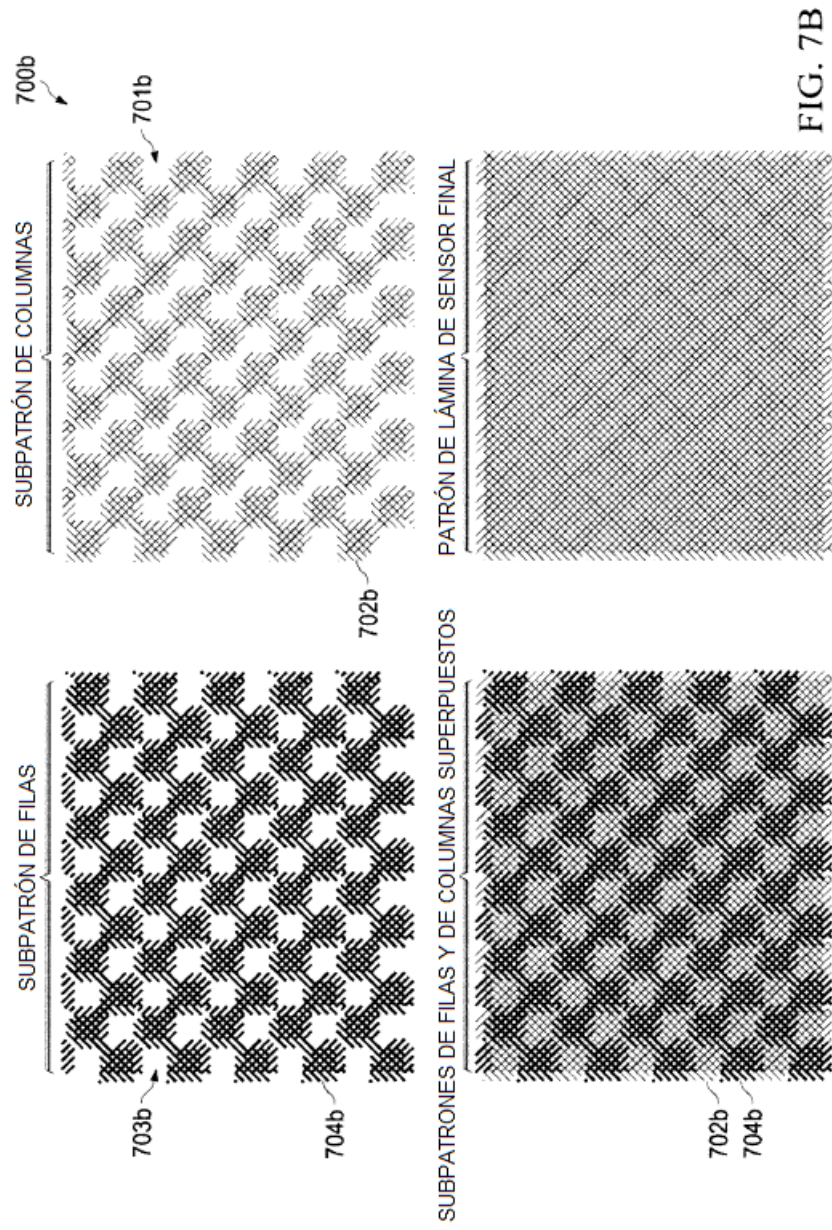 SUBPATRÓN DE FILAS
SUBPATRÓN DE COLUMNAS
700b
703b
701b
704b
702b
SUBPATRONES DE FILAS Y DE COLUMNAS SUPERPUESTOS
PATRÓN DE LÁMINA DE SENSOR FINAL
702b
704b
FIG. 7B